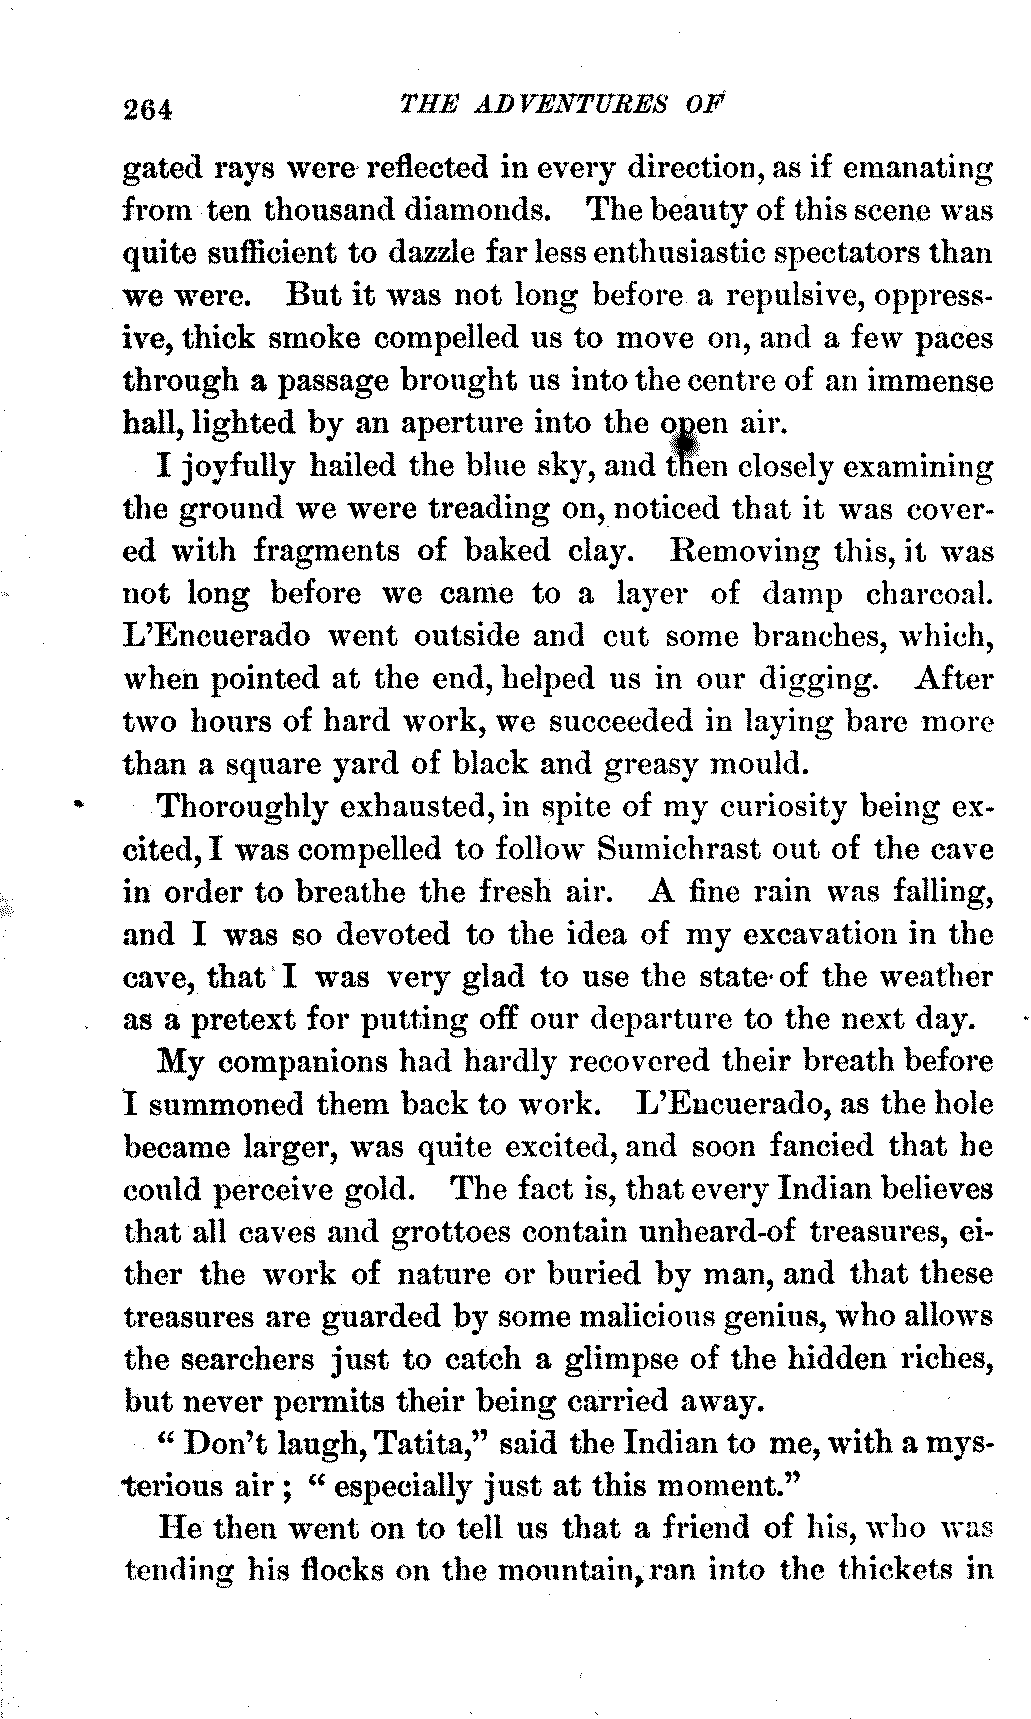 264 THE ADVENTURES OF
gated rays were reflected in every direction, as if emanating
from ten thousand diamonds. The beauty of this scene was
quite sufficient to dazzle far less enthusiastic spectators than
we were. But it was not long before a repulsive, oppress-
ive, thick smoke compelled us to move on, and a few paces
through a passage brought us into the centre of an immense
hall, lighted by an aperture into the open air.
I joyfully hailed the blue sky, and then closely examining
the ground we were treading on, noticed that it was cover-
ed with fragments of baked clay. Removing this, it was
not long before we came to a layer of damp charcoal.
L'Encuerado went outside and cut some branches, which,
when pointed at the end, helped us in our digging. After
two hours of hard work, we succeeded in laying bare more
than a square yard of black and greasy mould.
Thoroughly exhausted, in spite of my curiosity being ex-
cited, I was compelled to follow Sumichrast out of the cave
in order to breathe the fresh air. A fine rain was falling,
and I was so devoted to the idea of my excavation in the
cave, that I was very glad to use the state of the weather
as a pretext for putting off our departure to the next day.
My companions had hardly recovered their breath before
I summoned them back to work. L'Encuerado, as the hole
became larger, was quite excited, and soon fancied that he
could perceive gold. The fact is, that every Indian believes
that all caves and grottoes contain unheard-of treasures, ei-
ther the work of nature or buried by man, and that these
treasures are guarded by some malicious genius, who allows
the searchers just to catch a glimpse of the hidden riches,
but never permits their being carried away.
"Don't laugh, Tatita," said the Indian to me, with a mys-
terious air; "especially just at this moment."
He then went on to tell us that a friend of his, who was
tending his flocks on the mountain, ran into the thickets in